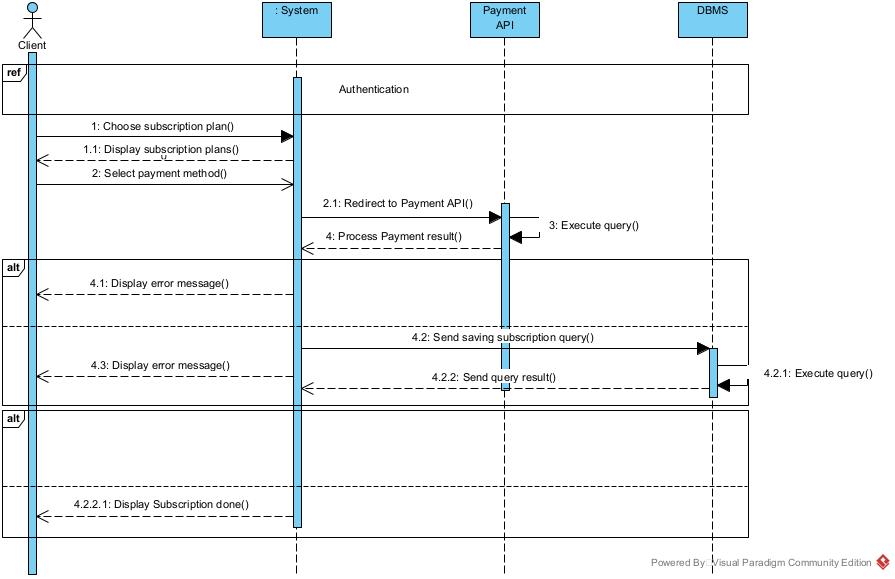 : System
Payment
API
DBMS
Client
ref
Authentication
1: Choose subscription plan()
1.1: Display subscription plans()
2: Select payment method()
2.1: Redirect to Payment API()
3: Execute query()
4: Process Payment result()
alt
4.1: Display error message()
4.2: Send saving subscription query()
4.3: Display error message()
4.2.2: Send query result()
4.2.1: Execute query()
alt
4.2.2.1: Display Subscription done()
Powered By Visual Paradigm Community Edition